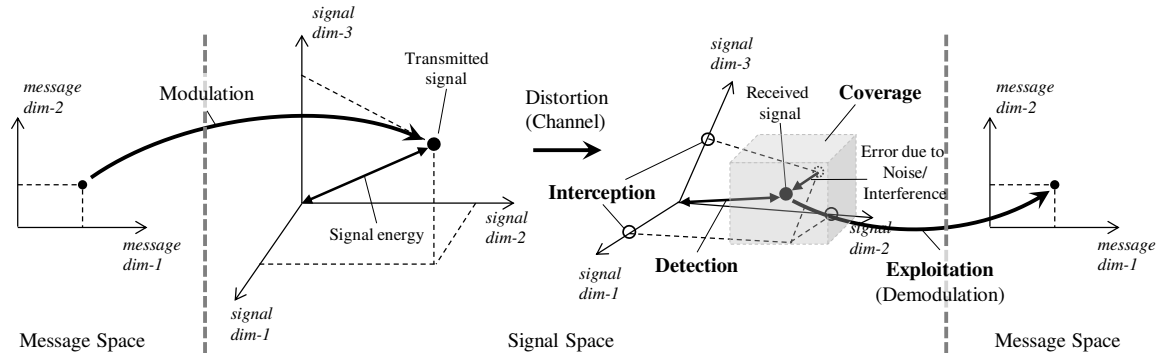 message
dim-2
message
dim-1
Message Space
Modulation
signal
dim-3
Transmitted
signal
Signal energy
signal
dim-2
signal
dim-1
Signal Space
Distortion
(Channel)
signal
dim-3
Received
signal
Coverage
Error due to
Noise/
Interference
Interception
signal
dim-2
signal
dim-1
Detection
Exploitation
(Demodulation)
message
dim-2
message
dim-1
Message Space